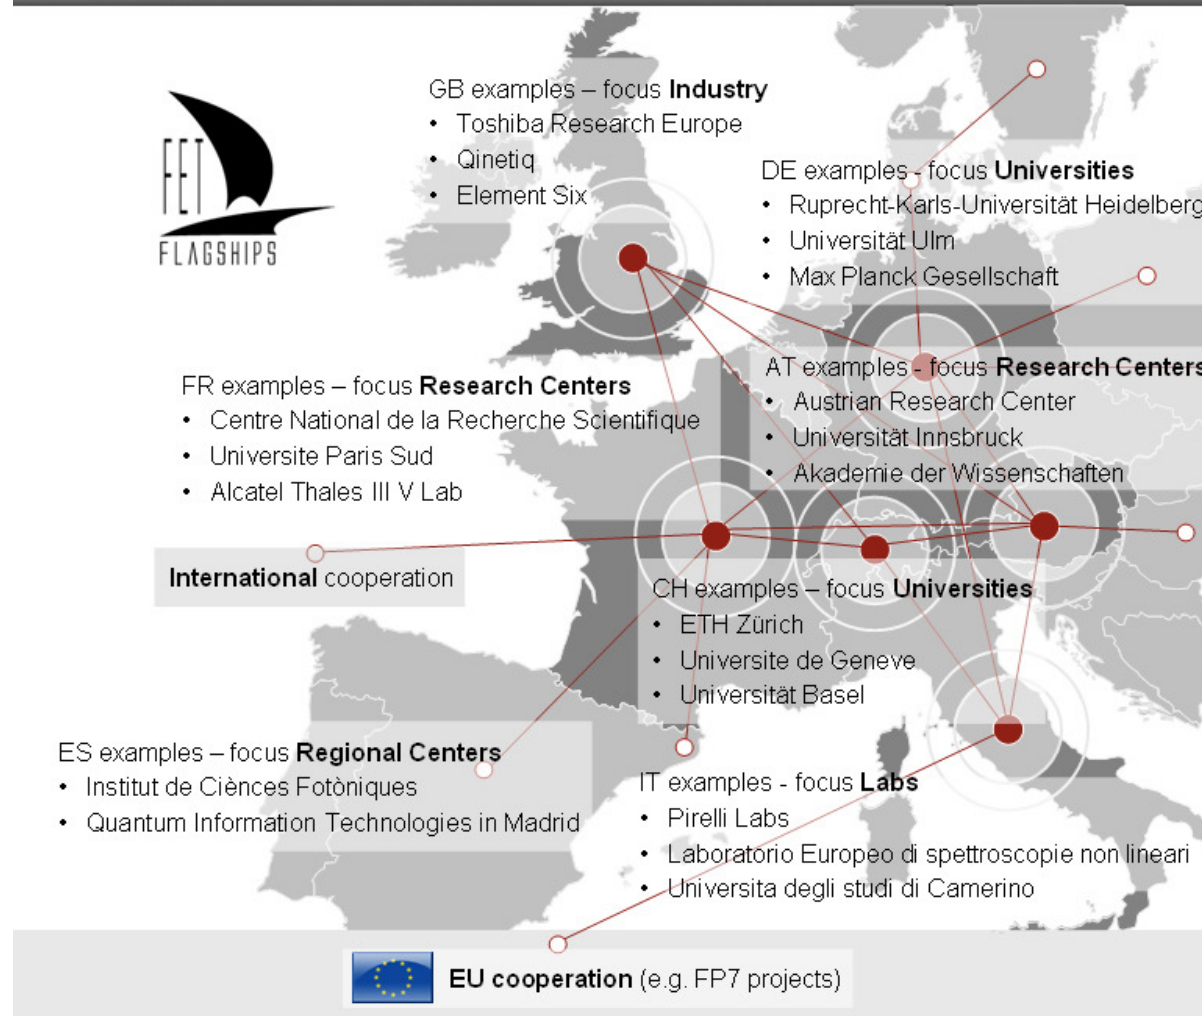 GB examples – focus Industry
• Toshiba Research Europe
• Qinetiq
• Element Six
FET
FLAGSHIPS
DE examples - focus Universities
• Ruprecht-Karls-Universität Heidelberg
• Universität Ulm
• Max Planck Gesellschaft
FR examples – focus Research Centers
• Centre National de la Recherche Scientifique
• Universite Paris Sud
• Alcatel Thales III V Lab
AT examples - focus Research Centers
• Austrian Research Center
• Universität Innsbruck
• Akademie der Wissenschaften
International cooperation
CH examples – focus Universities
• ETH Zürich
• Universite de Geneve
• Universität Basel
ES examples – focus Regional Centers
• Institut de Ciènces Fotòniques
• Quantum Information Technologies in Madrid
IT examples - focus Labs
• Pirelli Labs
• Laboratorio Europeo di spettroscopie non lineari
• Universita degli studi di Camerino
EU cooperation (e.g. FP7 projects)